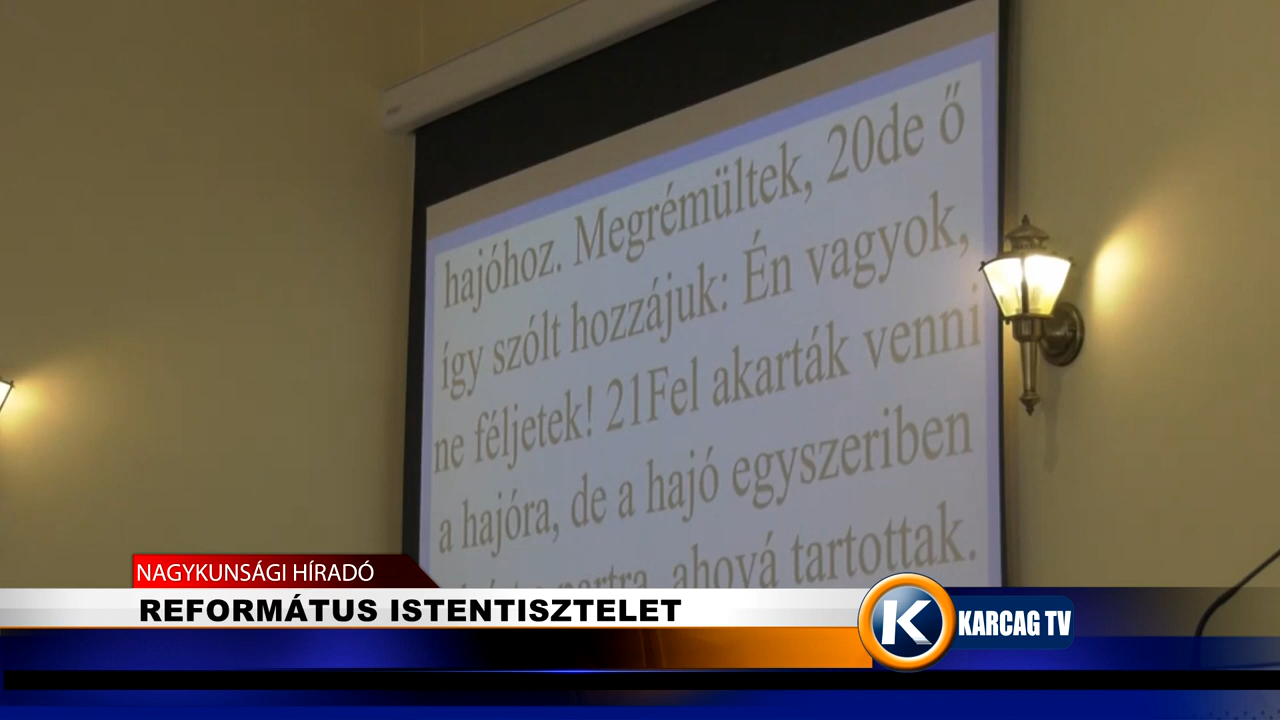 hajóhoz. Megrémültek, 20de ő
így szólt hozzájuk: Én vagyok,
ne féljetek! 21Fel akarták venni
a hajóra, de a hajó egyszeriben
partra, ahová tartottak.
NAGYKUNSÁGI HÍRADÓ
REFORMÁTUS ISTENTISZTELET
K KARCAG TV